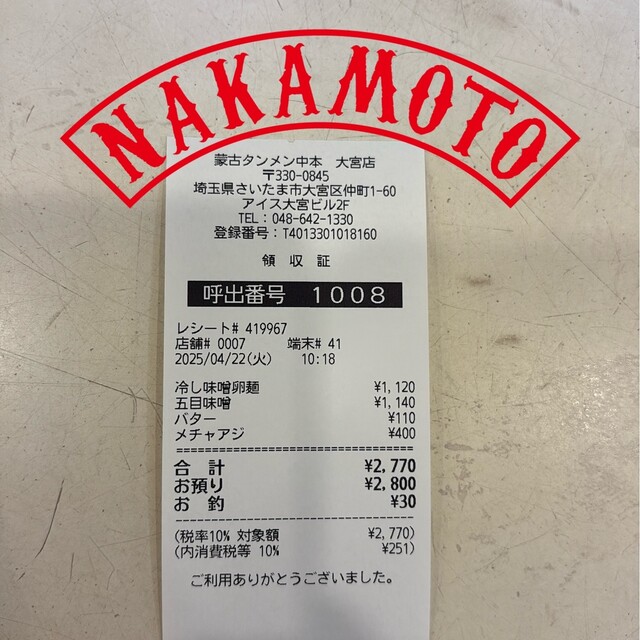 NAKAMOTO
蒙古タンメン中本　大宮店
〒330-0845
埼玉県さいたま市大宮区仲町1-60
アイス大宮ビル2F
TEL：048-642-1330
登録番号：T4013301018160
領　収　証
呼出番号　1008
レシート# 419967
店舗# 0007　端末# 41
2025/04/22(火)　10:18
冷し味噌卵麺　¥1,120
五目味噌　¥1,140
バター　¥110
メチャアジ　¥400
合　計　¥2,770
お預り　¥2,800
お　釣　¥30
(税率10% 対象額　¥2,770)
(内消費税等 10%　¥251)
ご利用ありがとうございました。